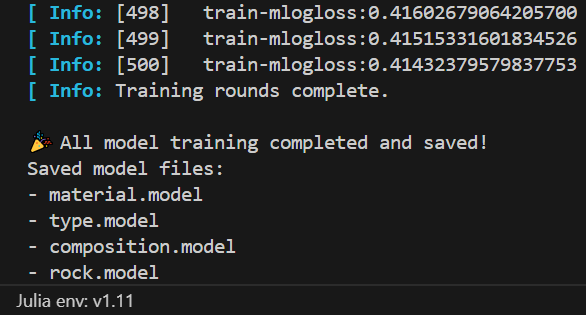 [ Info: [498]   train-mlogloss:0.41602679064205700
[ Info: [499]   train-mlogloss:0.41515331601834526
[ Info: [500]   train-mlogloss:0.41432379579837753
[ Info: Training rounds complete.
🎉 All model training completed and saved!
Saved model files:
- material.model
- type.model
- composition.model
- rock.model
Julia env: v1.11